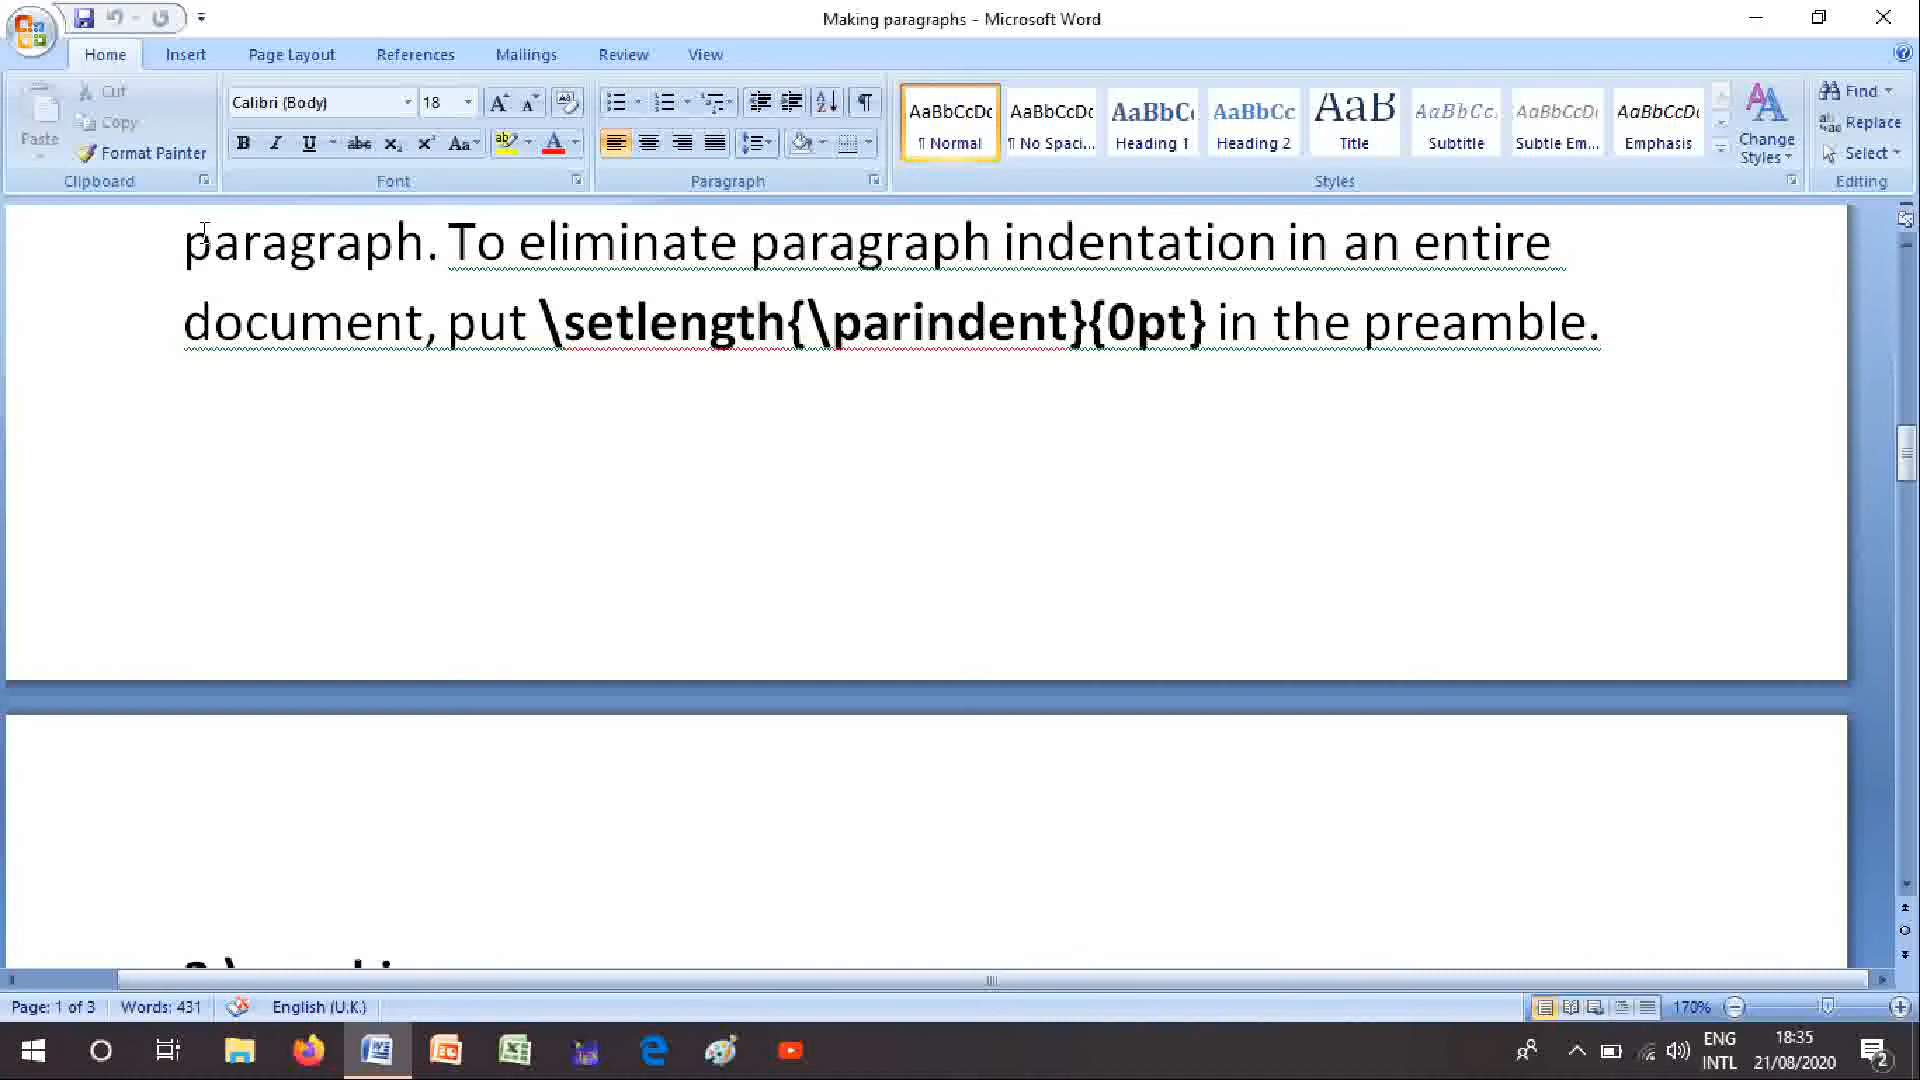 Making paragraphs - Microsoft Word
Home Insert Page Layout References Mailings Review View
Paste
Cut
Copy
Format Painter
Clipboard
Calibri (Body) 18
Font
Paragraph
AaBbCcDc AaBbCcDc AaBbC AaBbCc AaB AaBbCc. AaBbCcDı AaBbCcDı
¶ Normal ¶ No Spaci... Heading 1 Heading 2 Title Subtitle Subtle Em... Emphasis
Change Styles
Styles
Find
Replace
Select
Editing
paragraph. To eliminate paragraph indentation in an entire
document, put \setlength{\parindent}{0pt} in the preamble.
Page: 1 of 3 Words: 431 English (U.K.) 170%
ENG INTL
18:35
21/08/2020
2